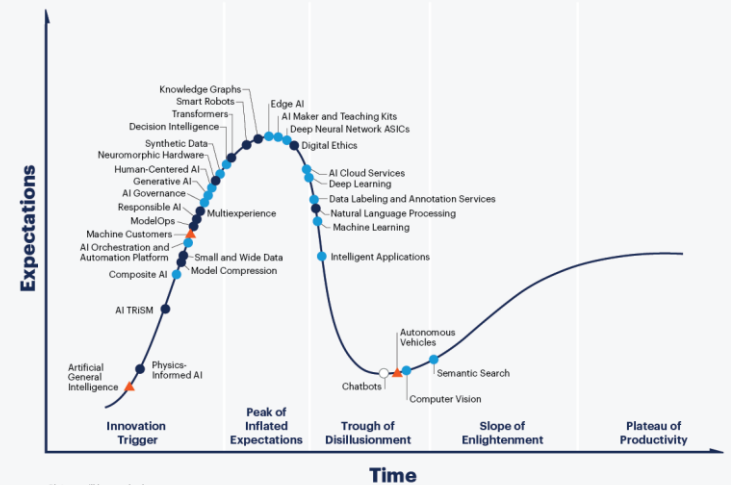 Expectations
Knowledge Graphs
Smart Robots
Transformers
Decision Intelligence
Synthetic Data
Neuromorphic Hardware
Human-Centered AI
Generative AI
AI Governance
Responsible AI
Multiexperience
ModelOps
Machine Customers
AI Orchestration and
Automation Platform
Small and Wide Data
Model Compression
Composite AI
AI TRiSM
Artificial
General
Intelligence
Physics-
Informed AI
Edge AI
AI Maker and Teaching Kits
Deep Neural Network ASICs
Digital Ethics
AI Cloud Services
Deep Learning
Data Labeling and Annotation Services
Natural Language Processing
Machine Learning
Intelligent Applications
Autonomous
Vehicles
Chatbots
Semantic Search
Computer Vision
Innovation
Trigger
Peak of
Inflated
Expectations
Trough of
Disillusionment
Slope of
Enlightenment
Plateau of
Productivity
Time